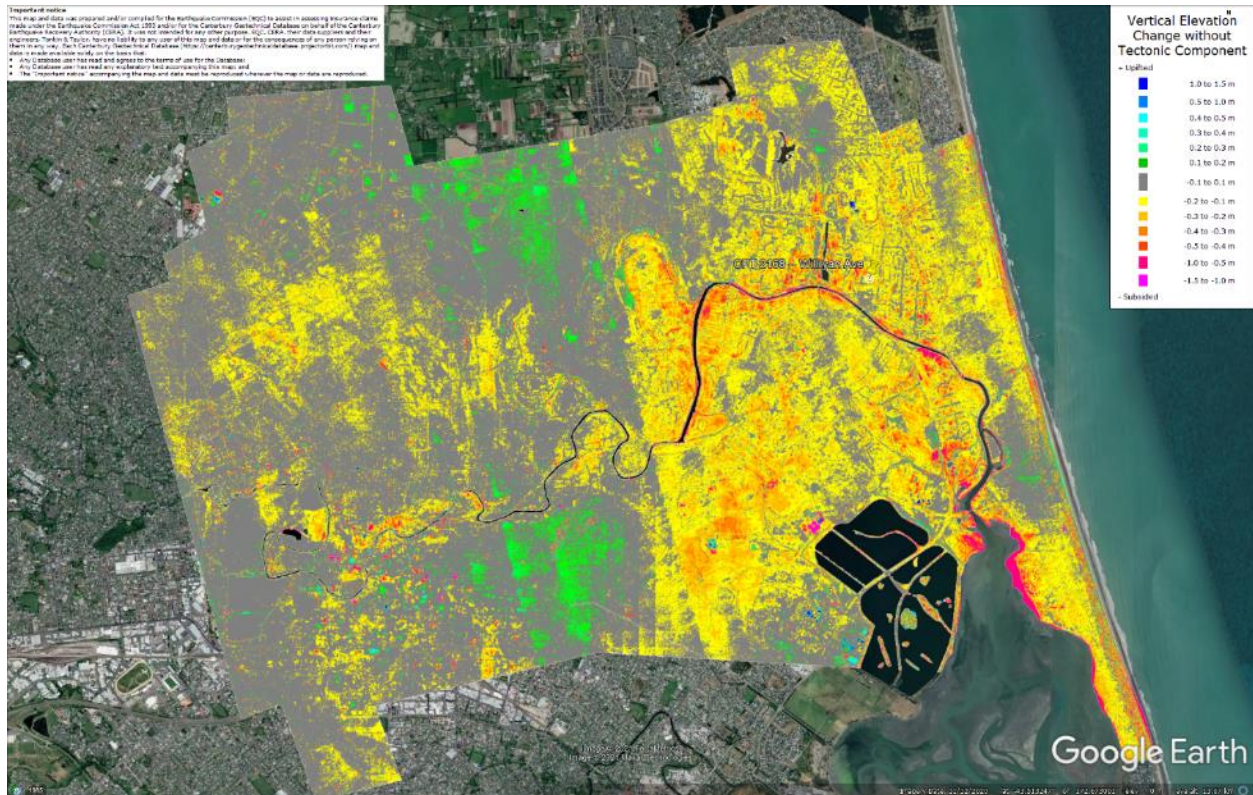 Important notice
This map and data was prepared and/or compiled for the Earthquake Commission (EQC) to assist in assessing insurance claims
made under the Earthquake Commission Act 1993 and/or for the Canterbury Geotechnical Database on behalf of the Canterbury
Earthquake Recovery Authority (CERA). It was not intended for any other purpose. EQC, CERA, their data suppliers and their
engineers, Tonkin & Taylor, have no liability to any user of this map and data or for the consequences of any person relying on
them in any way. Each Canterbury Geotechnical Database (https://canterburygeotechnicaldatabase.projectorbit.com/) map and
data is made available solely on the basis that:
• Any Database user has read and agrees to the terms of use for the Database;
• Any Database user has read any explanatory text accompanying this map; and
• The "Important notice" accompanying the map and data must be reproduced wherever the map or data are reproduced.
Vertical Elevation
Change without
Tectonic Component
+ Uplifted
1.0 to 1.5 m
0.5 to 1.0 m
0.4 to 0.5 m
0.3 to 0.4 m
0.2 to 0.3 m
0.1 to 0.2 m
-0.1 to 0.1 m
-0.2 to -0.1 m
-0.3 to -0.2 m
-0.4 to -0.3 m
-0.5 to -0.4 m
-1.0 to -0.5 m
-1.5 to -1.0 m
- Subsided
Ave
Google Earth
1985